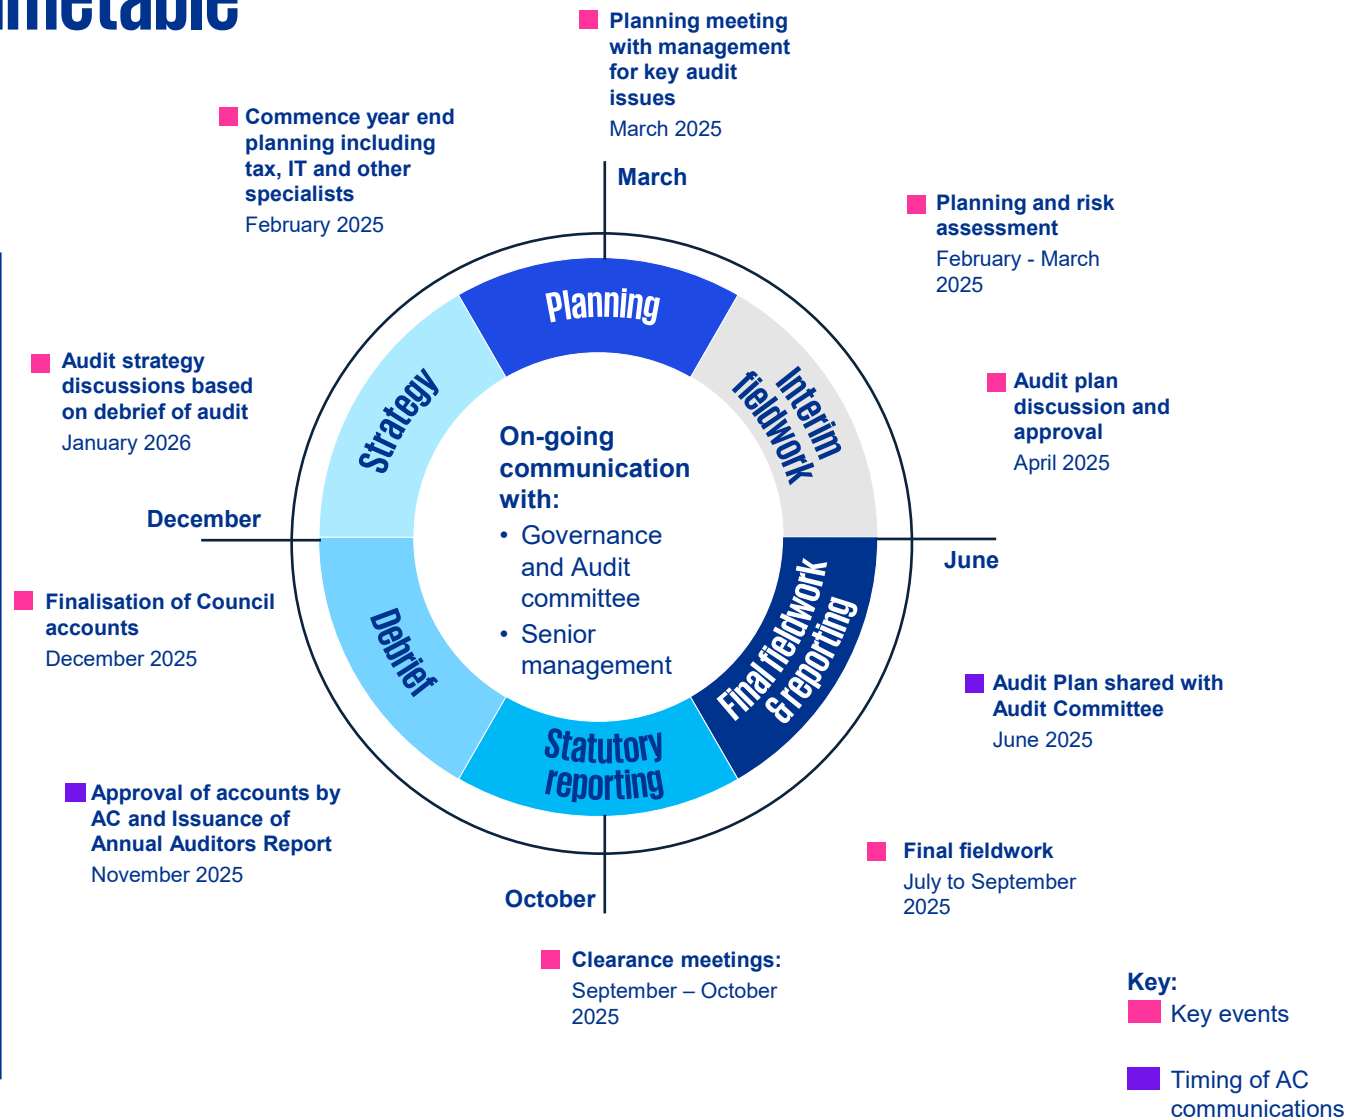 Planning meeting
with management
for key audit
issues
March 2025
Commence year end
planning including
tax, IT and other
specialists
February 2025
March
Planning and risk
assessment
February - March
2025
Planning
Interim
fieldwork
Strategy
Audit strategy
discussions based
on debrief of audit
January 2026
Audit plan
discussion and
approval
April 2025
On-going
communication
with:
• Governance
and Audit
committee
• Senior
management
December
June
Finalisation of Council
accounts
December 2025
Debrief
Final fieldwork
& reporting
Audit Plan shared with
Audit Committee
June 2025
Statutory
reporting
Approval of accounts by
AC and Issuance of
Annual Auditors Report
November 2025
Final fieldwork
July to September
2025
October
Clearance meetings:
September – October
2025
Key:
Key events
Timing of AC
communications